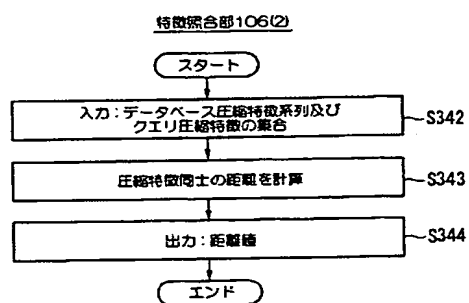 特徴照合部106(2)
スタート
入力:データベース圧縮特徴系列及び
クエリ圧縮特徴の集合
S342
圧縮特徴同士の距離を計算
S343
出力:距離値
S344
エンド